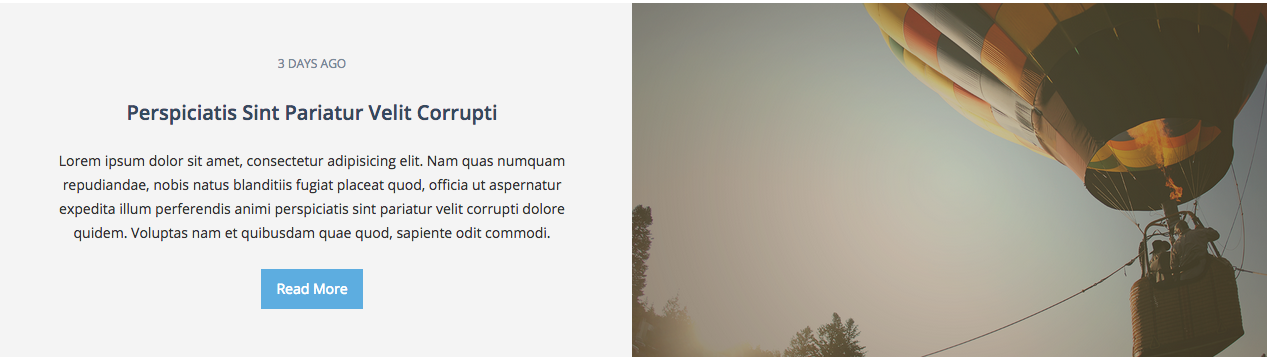 3 DAYS AGO
Perspiciatis Sint Pariatur Velit Corrupti
Lorem ipsum dolor sit amet, consectetur adipisicing elit. Nam quas numquam
repudiandae, nobis natus blanditiis fugiat placeat quod, officia ut aspernatur
expedita illum perferendis animi perspiciatis sint pariatur velit corrupti dolore
quidem. Voluptas nam et quibusdam quae quod, sapiente odit commodi.
Read More